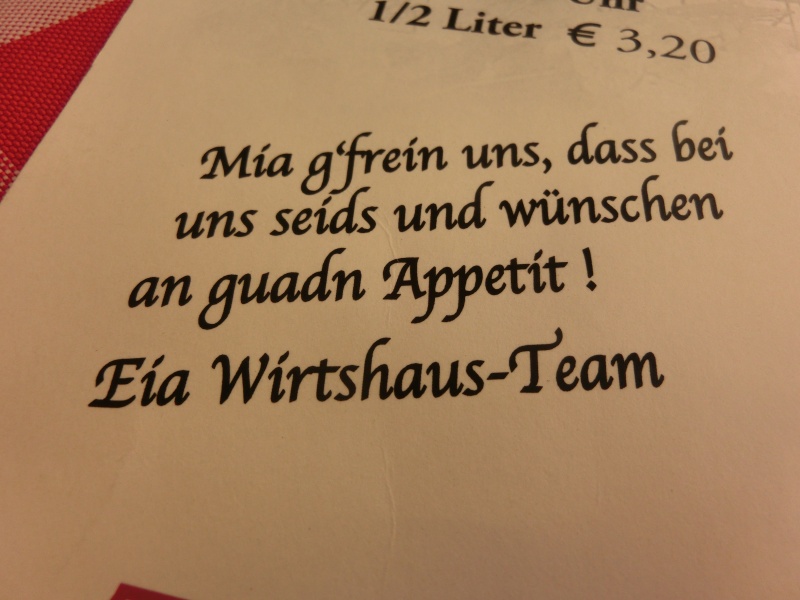 Uhr
1/2 Liter € 3,20
Mia g'frein uns, dass bei
uns seids und wünschen
an guadn Appetit !
Eia Wirtshaus-Team